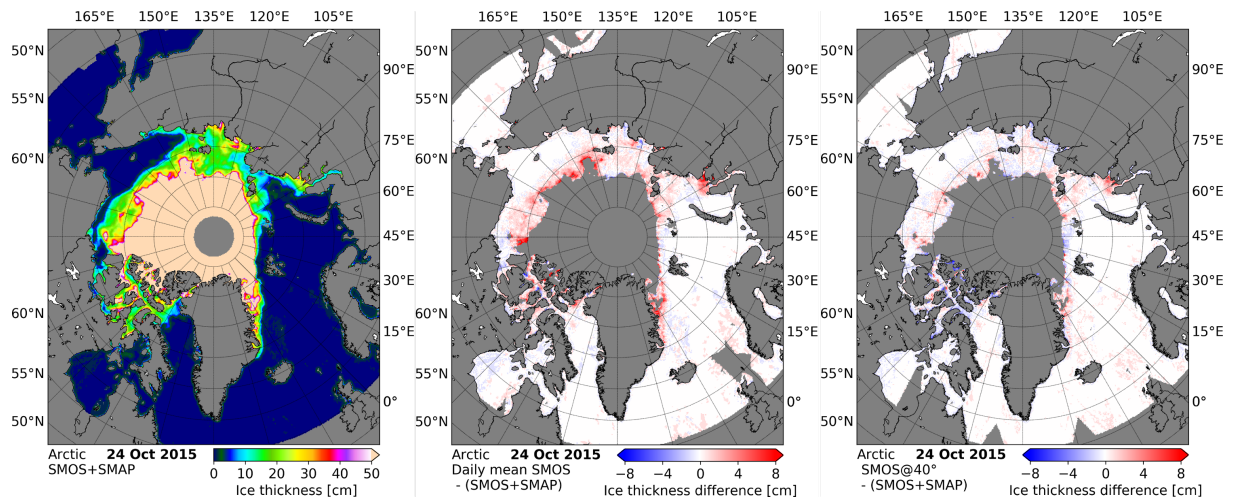 165°E 150°E 135°E 120°E 105°E
50°N
90°E
55°N
75°E
60°N
60°E
45°E
30°E
60°N
15°E
55°N
0°
50°N
Arctic 24 Oct 2015
SMOS+SMAP
0 10 20 30 40 50
Ice thickness [cm]
165°E 150°E 135°E 120°E 105°E
50°N
90°E
55°N
75°E
60°N
60°E
45°E
30°E
60°N
15°E
55°N
0°
50°N
Arctic 24 Oct 2015
Daily mean SMOS
- (SMOS+SMAP)
−8 −4 0 4 8
Ice thickness difference [cm]
165°E 150°E 135°E 120°E 105°E
50°N
90°E
55°N
75°E
60°N
60°E
45°E
30°E
60°N
15°E
55°N
0°
50°N
Arctic 24 Oct 2015
SMOS@40°
- (SMOS+SMAP)
−8 −4 0 4 8
Ice thickness difference [cm]